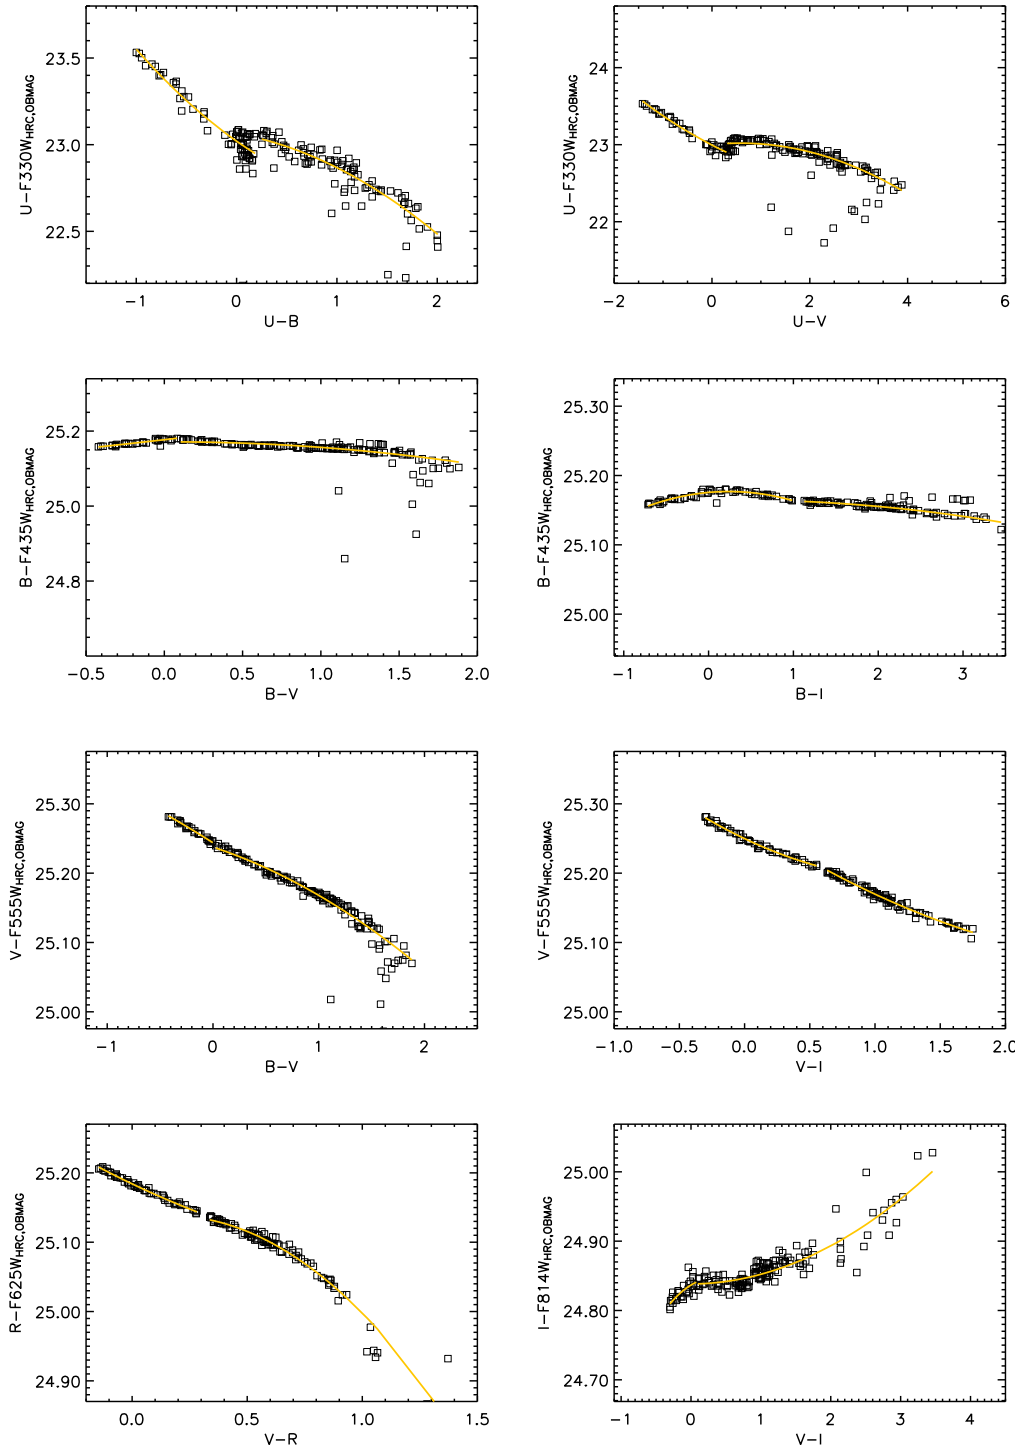 23.5
23.0
22.5
U−F330W_HRC,OBMAG
−1 0 1 2
U−B
24
23
22
U−F330W_HRC,OBMAG
−2 0 2 4 6
U−V
25.2
25.0
24.8
B−F435W_HRC,OBMAG
−0.5 0.0 0.5 1.0 1.5 2.0
B−V
25.30
25.20
25.10
25.00
B−F435W_HRC,OBMAG
−1 0 1 2 3
B−I
25.30
25.20
25.10
25.00
V−F555W_HRC,OBMAG
−1 0 1 2
B−V
25.30
25.20
25.10
25.00
V−F555W_HRC,OBMAG
−1.0 −0.5 0.0 0.5 1.0 1.5 2.0
V−I
25.20
25.10
25.00
24.90
R−F625W_HRC,OBMAG
0.0 0.5 1.0 1.5
V−R
25.00
24.90
24.80
24.70
I−F814W_HRC,OBMAG
−1 0 1 2 3 4
V−I